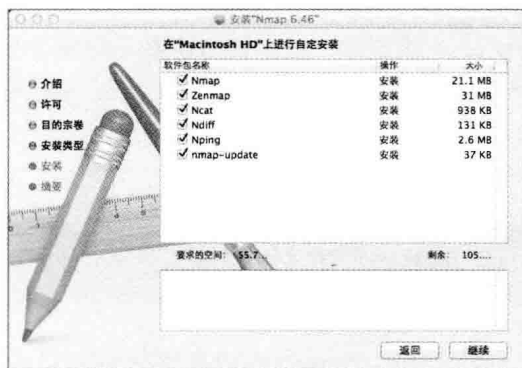 安装“Nmap 6.46”
在“Macintosh HD”上进行自定安装
介绍
许可
目的宗卷
安装类型
安装
摘要
软件包名称 操作 大小
Nmap 安装 21.1 MB
Zenmap 安装 31 MB
Ncat 安装 938 KB
Ndiff 安装 131 KB
Nping 安装 2.6 MB
nmap-update 安装 37 KB
要求的空间: 55.7... 剩余: 105....
返回 继续